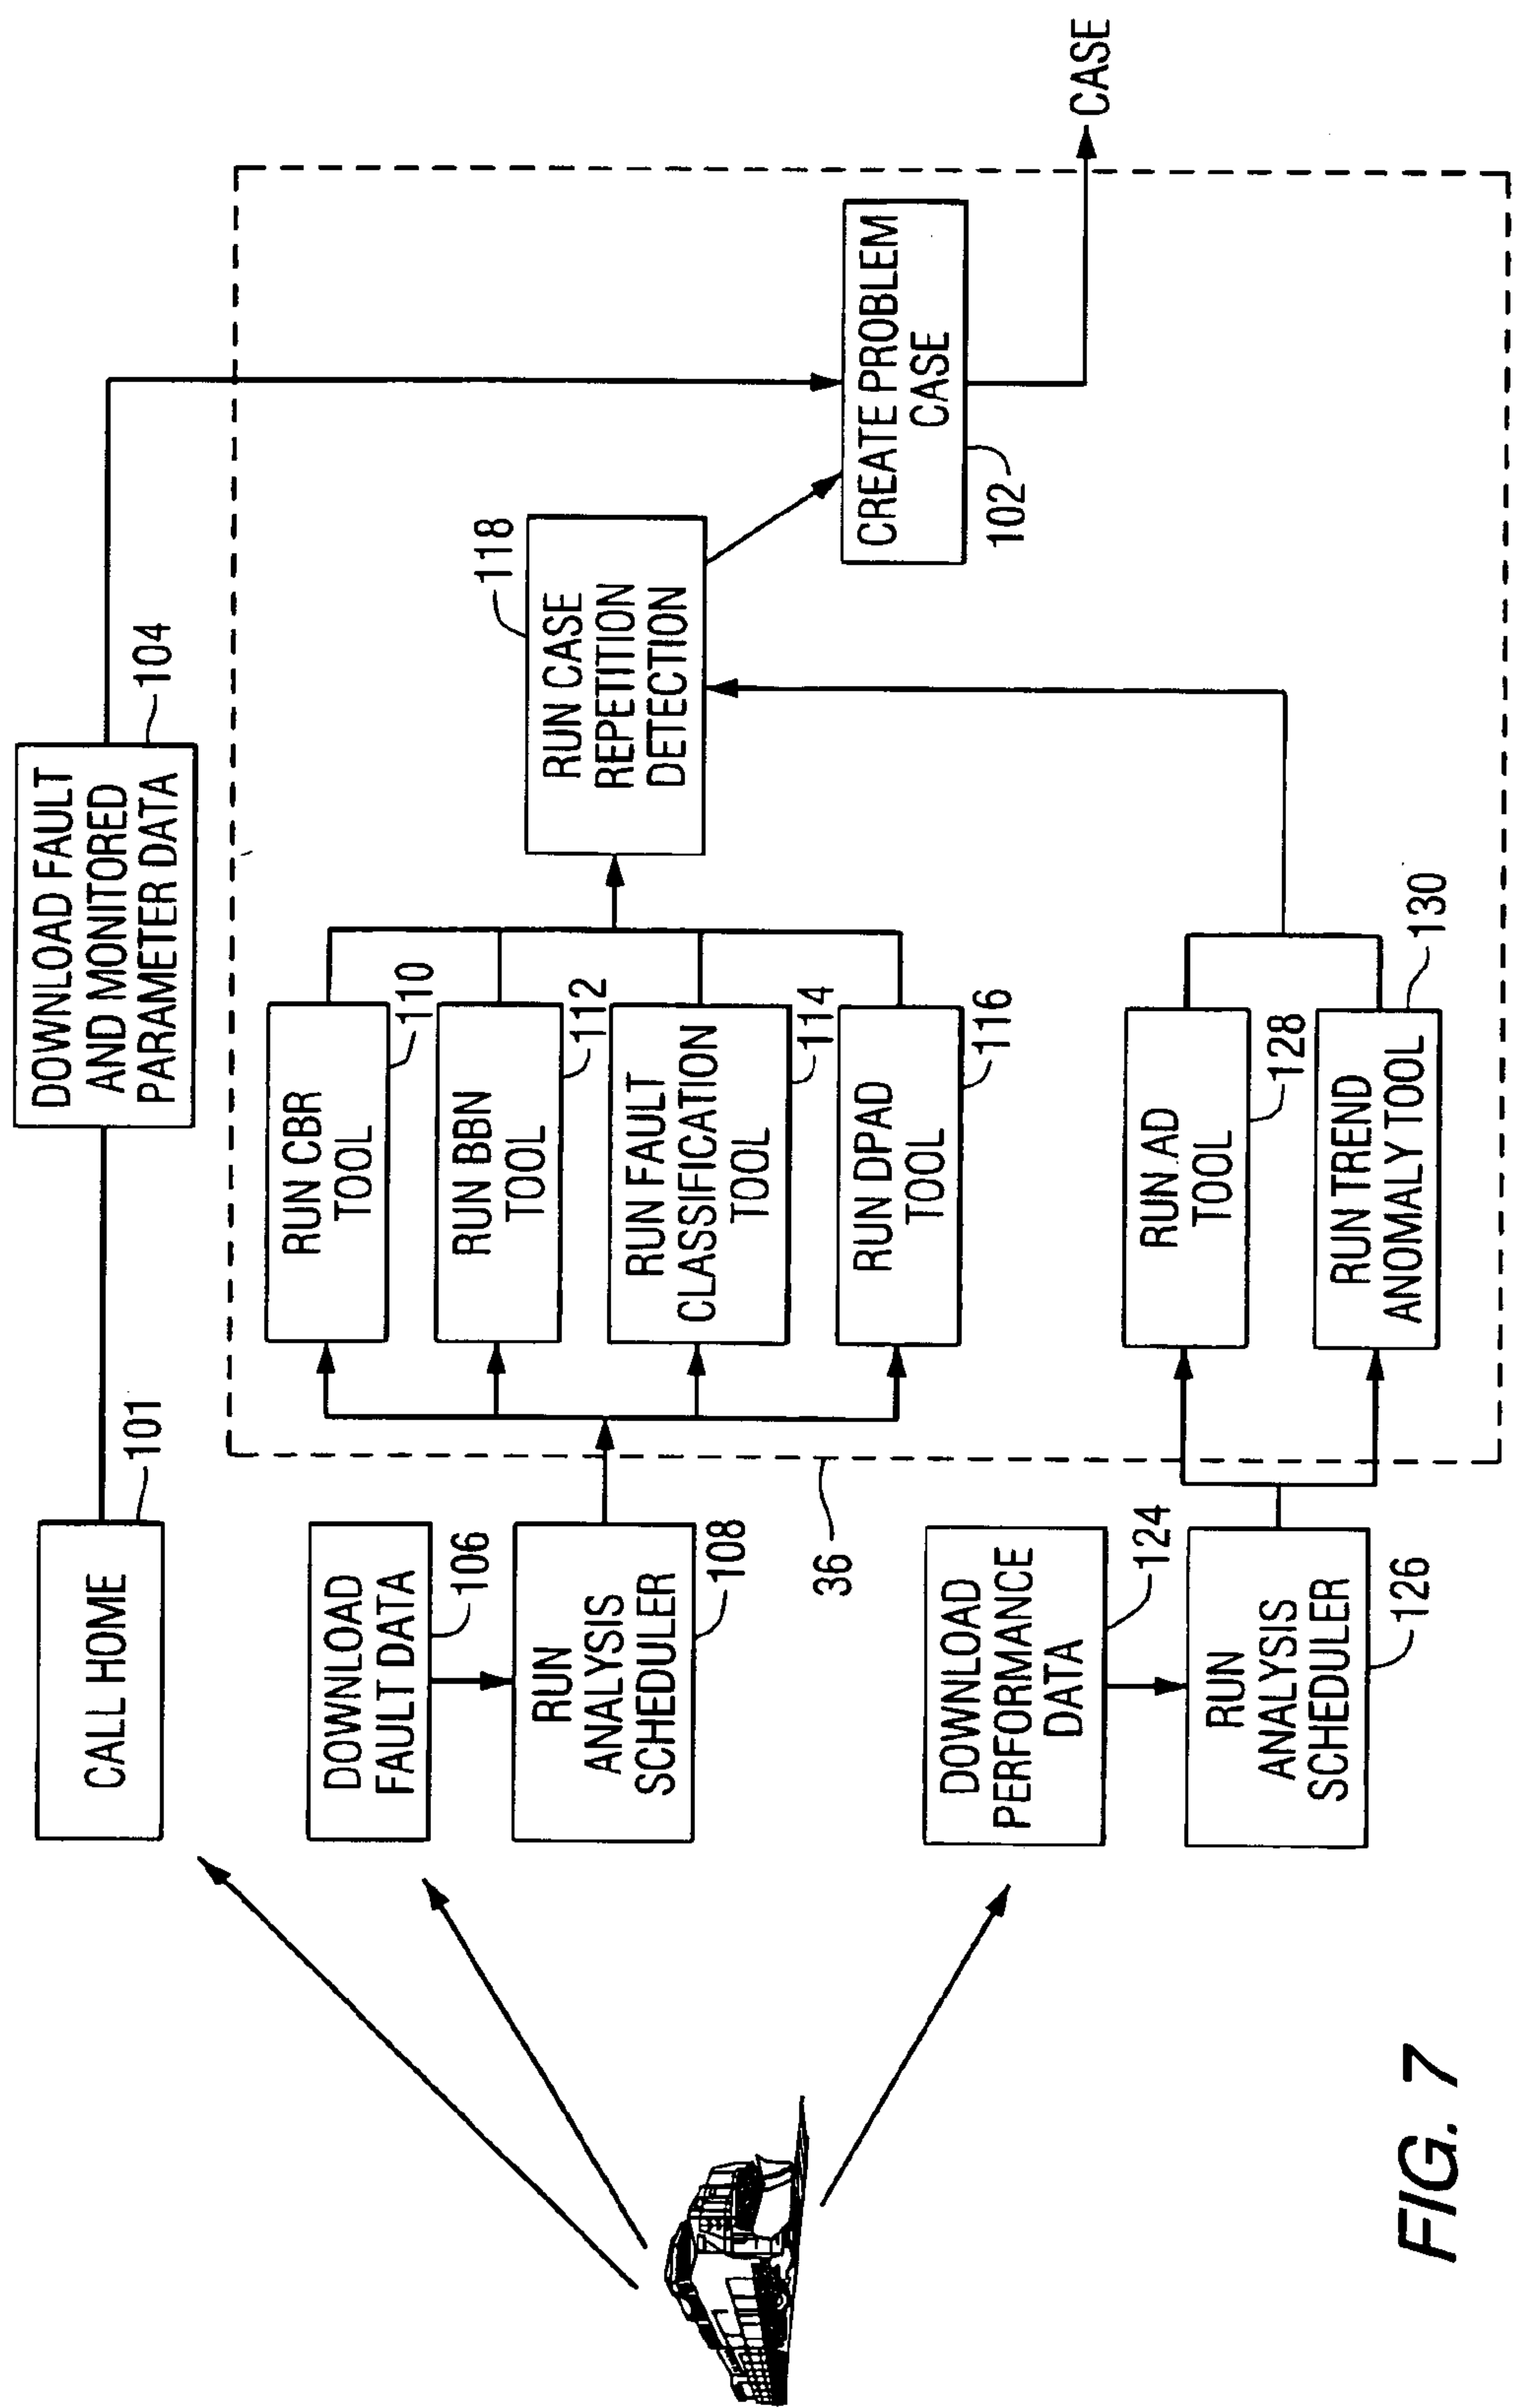 CALL HOME
101
DOWNLOAD FAULT
AND MONITORED
PARAMETER DATA
104
DOWNLOAD
FAULT DATA
106
RUN
ANALYSIS
SCHEDULER
108
RUN CBR
TOOL
110
RUN BBN
TOOL
112
RUN FAULT
CLASSIFICATION
TOOL
114
RUN DPAD
TOOL
116
RUN CASE
REPETITION
DETECTION
118
CREATE PROBLEM
CASE
102
CASE
36
DOWNLOAD
PERFORMANCE
DATA
124
RUN
ANALYSIS
SCHEDULER
126
RUN AD
TOOL
128
RUN TREND
ANOMALY TOOL
130
FIG. 7